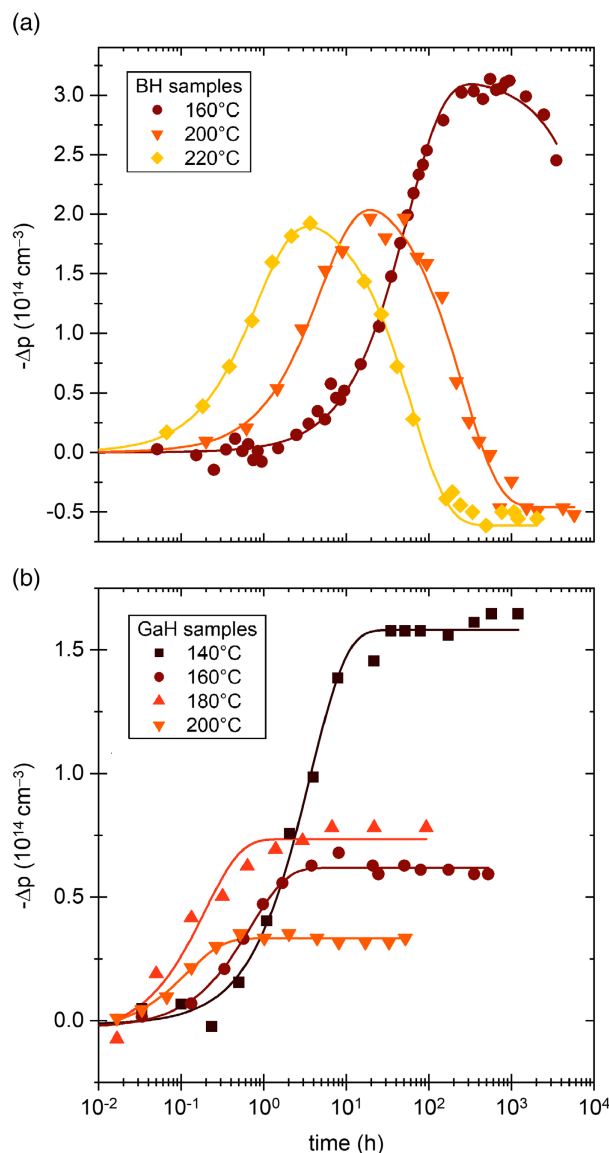 (a)
BH samples
160°C
200°C
220°C
3.0
2.5
2.0
1.5
1.0
0.5
0.0
-0.5
-Δp (10¹⁴ cm⁻³)
(b)
GaH samples
140°C
160°C
180°C
200°C
1.5
1.0
0.5
0.0
-Δp (10¹⁴ cm⁻³)
10⁻² 10⁻¹ 10⁰ 10¹ 10² 10³ 10⁴
time (h)